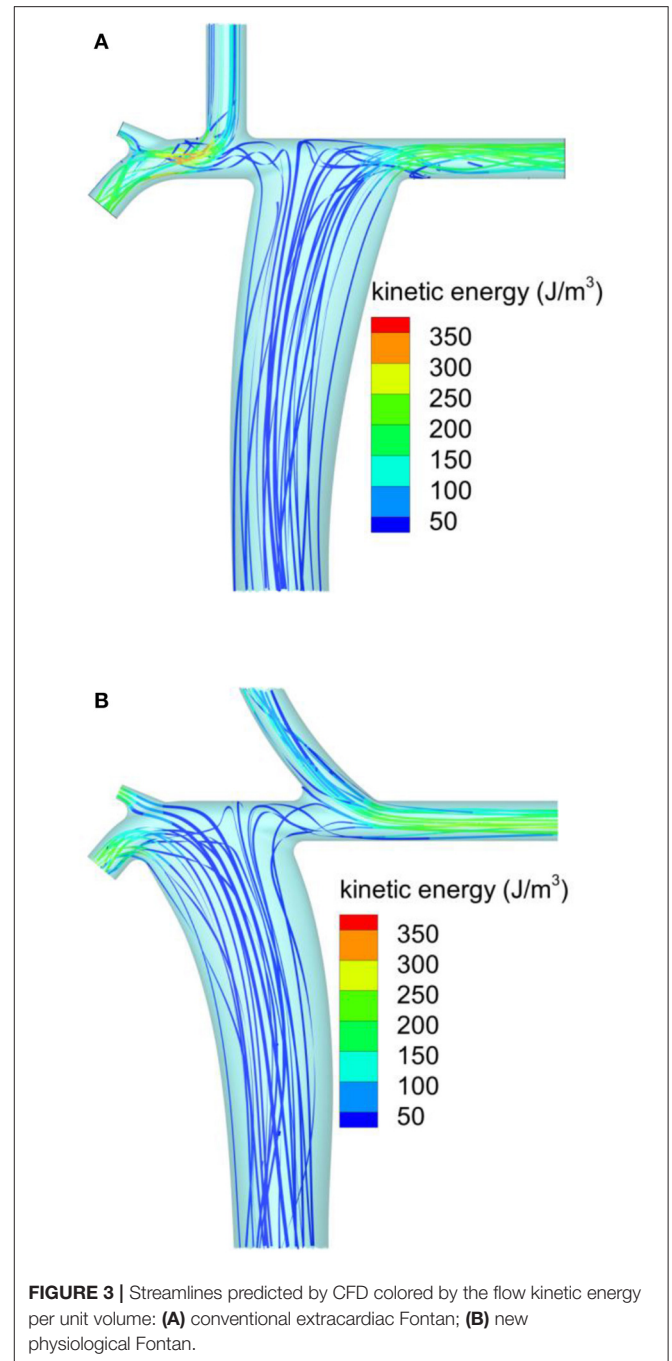 A
kinetic energy (J/m³)
350
300
250
200
150
100
50
B
kinetic energy (J/m³)
350
300
250
200
150
100
50
FIGURE 3 | Streamlines predicted by CFD colored by the flow kinetic energy
per unit volume: (A) conventional extracardiac Fontan; (B) new
physiological Fontan.